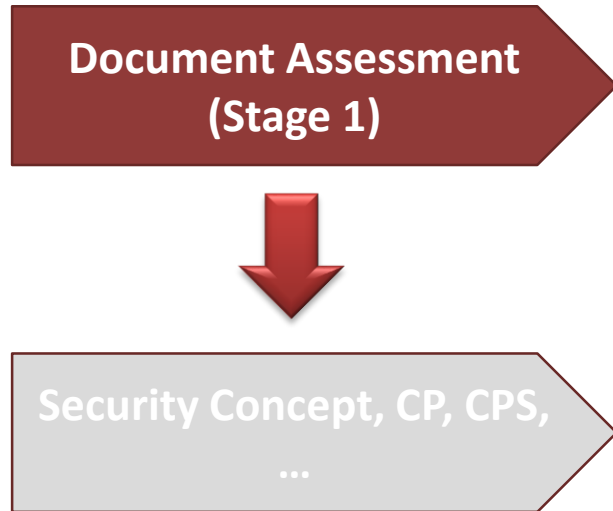 Document Assessment
(Stage 1)
Security Concept, CP, CPS,
...